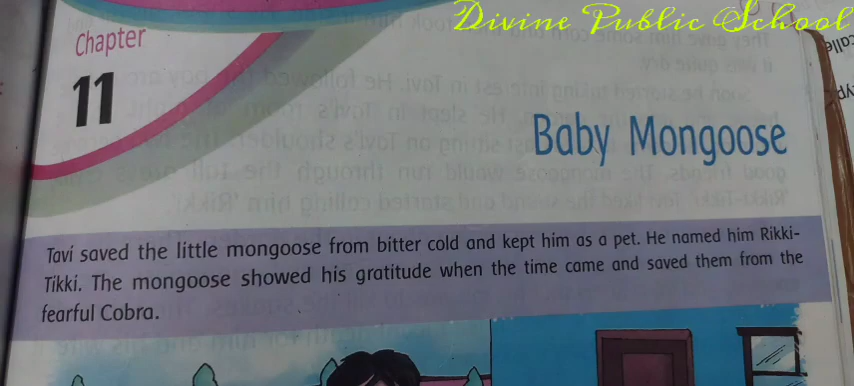 Divine Public School
Chapter
11
Baby Mongoose
Tavi saved the little mongoose from bitter cold and kept him as a pet. He named him Rikki-
Tikki. The mongoose showed his gratitude when the time came and saved them from the
fearful Cobra.